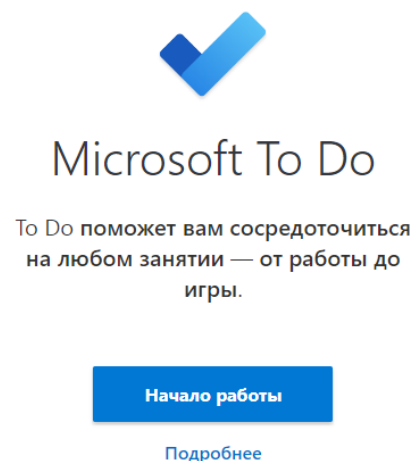 Microsoft To Do
To Do поможет вам сосредоточиться
на любом занятии — от работы до
игры.
Начало работы
Подробнее